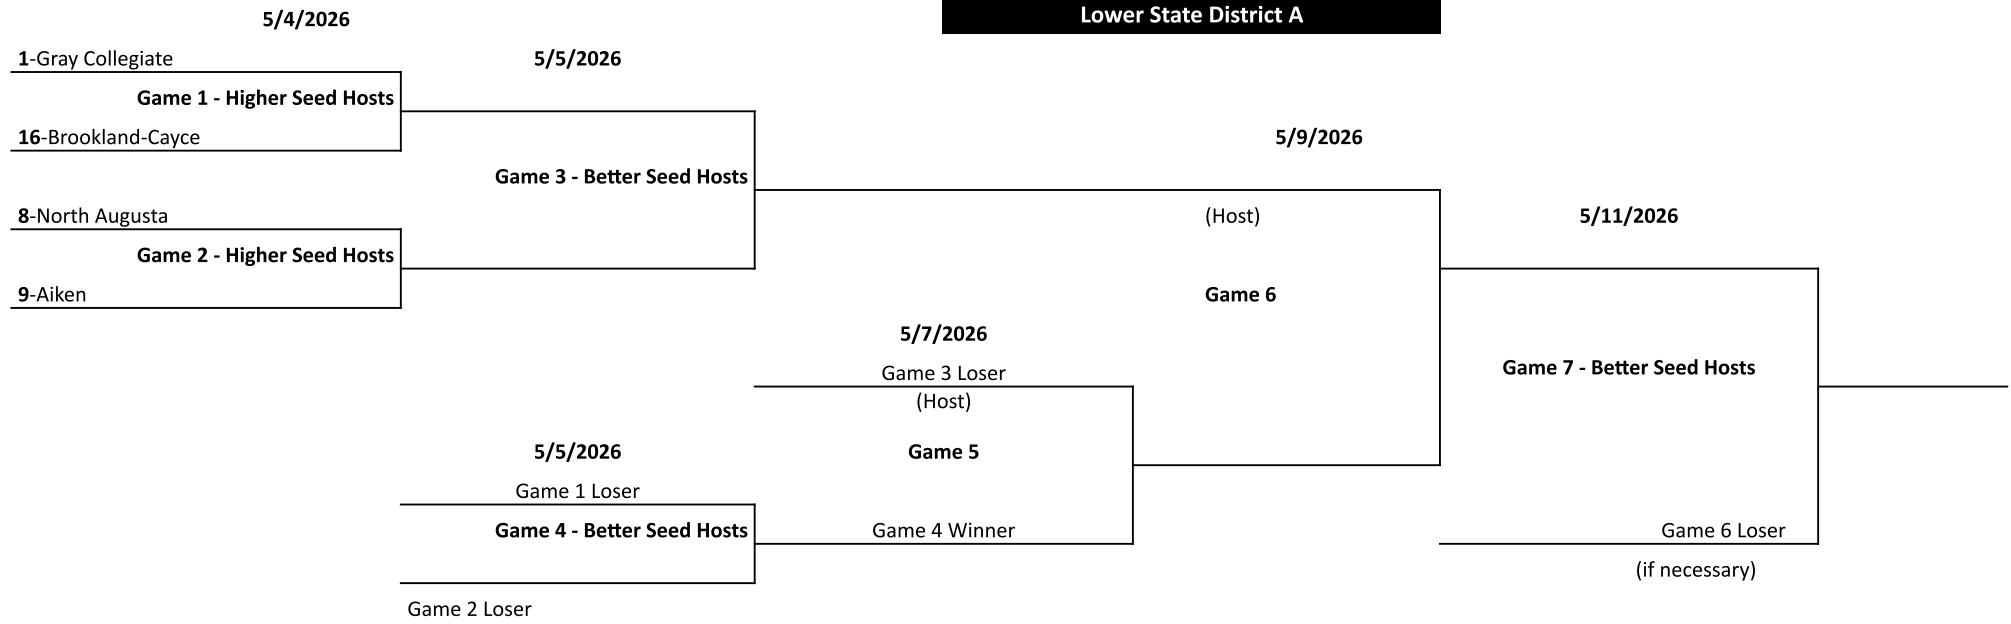 Lower State District A
5/4/2026
1-Gray Collegiate
5/5/2026
Game 1 - Higher Seed Hosts
16-Brookland-Cayce
5/9/2026
Game 3 - Better Seed Hosts
8-North Augusta
(Host)
5/11/2026
Game 2 - Higher Seed Hosts
9-Aiken
Game 6
5/7/2026
Game 3 Loser
Game 7 - Better Seed Hosts
(Host)
5/5/2026
Game 5
Game 1 Loser
Game 4 - Better Seed Hosts
Game 4 Winner
Game 6 Loser
(if necessary)
Game 2 Loser